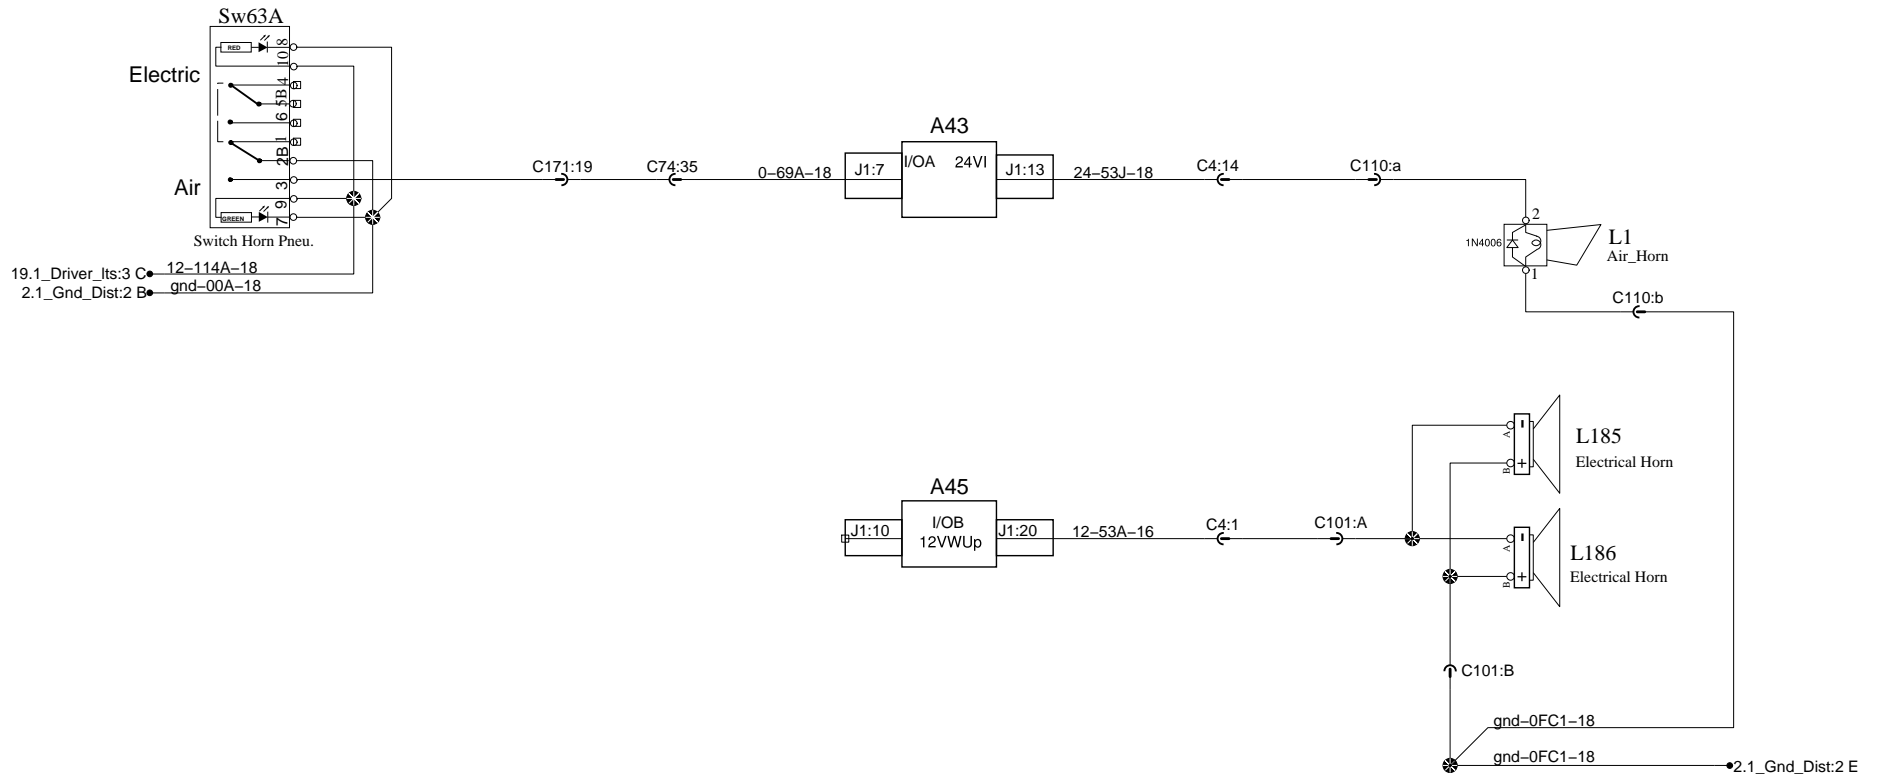 Sw63A
RED
8
10
Electric
4
5B
6
1
2B
Air
3
9
GREEN
7
Switch Horn Pneu.
19.1_Driver_lts:3 C
12-114A-18
2.1_Gnd_Dist:2 B
gnd-00A-18
C171:19
C74:35
0-69A-18
A43
J1:7
I/OA 24VI
J1:13
24-53J-18
C4:14
C110:a
2
1N4006
L1
Air_Horn
1
C110:b
A
L185
B
Electrical Horn
A45
J1:10
I/OB
12VWUp
J1:20
12-53A-16
C4:1
C101:A
A
L186
B
Electrical Horn
C101:B
gnd-0FC1-18
gnd-0FC1-18
2.1_Gnd_Dist:2 E